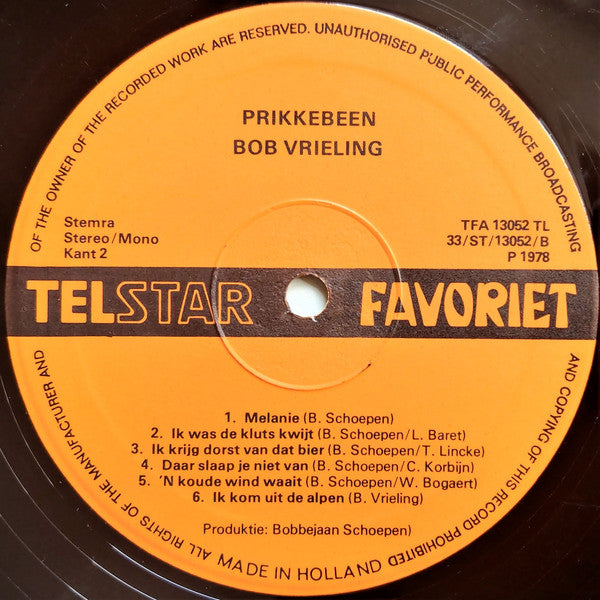 OF THE OWNER OF THE RECORDED WORK ARE RESERVED. UNAUTHORISED PUBLIC PERFORMANCE BROADCASTING
PRIKKEBEEN
BOB VRIELING
Stemra
Stereo/Mono
Kant 2
TFA 13052 TL
33/ST/13052/B
P 1978
TELSTAR FAVORIET
1. Melanie (B. Schoepen)
2. Ik was de kluts kwijt (B. Schoepen/L. Baret)
3. Ik krijg dorst van dat bier (B. Schoepen/T. Lincke)
4. Daar slaap je niet van (B. Schoepen/C. Korbijn)
5. 'N koude wind waait (B. Schoepen/W. Bogaert)
6. Ik kom uit de alpen (B. Vrieling)
Produktie: Bobbejaan Schoepen)
AND COPYING OF THIS RECORD PROHIBITED
ALL RIGHTS OF THE MANUFACTURER AND
MADE IN HOLLAND